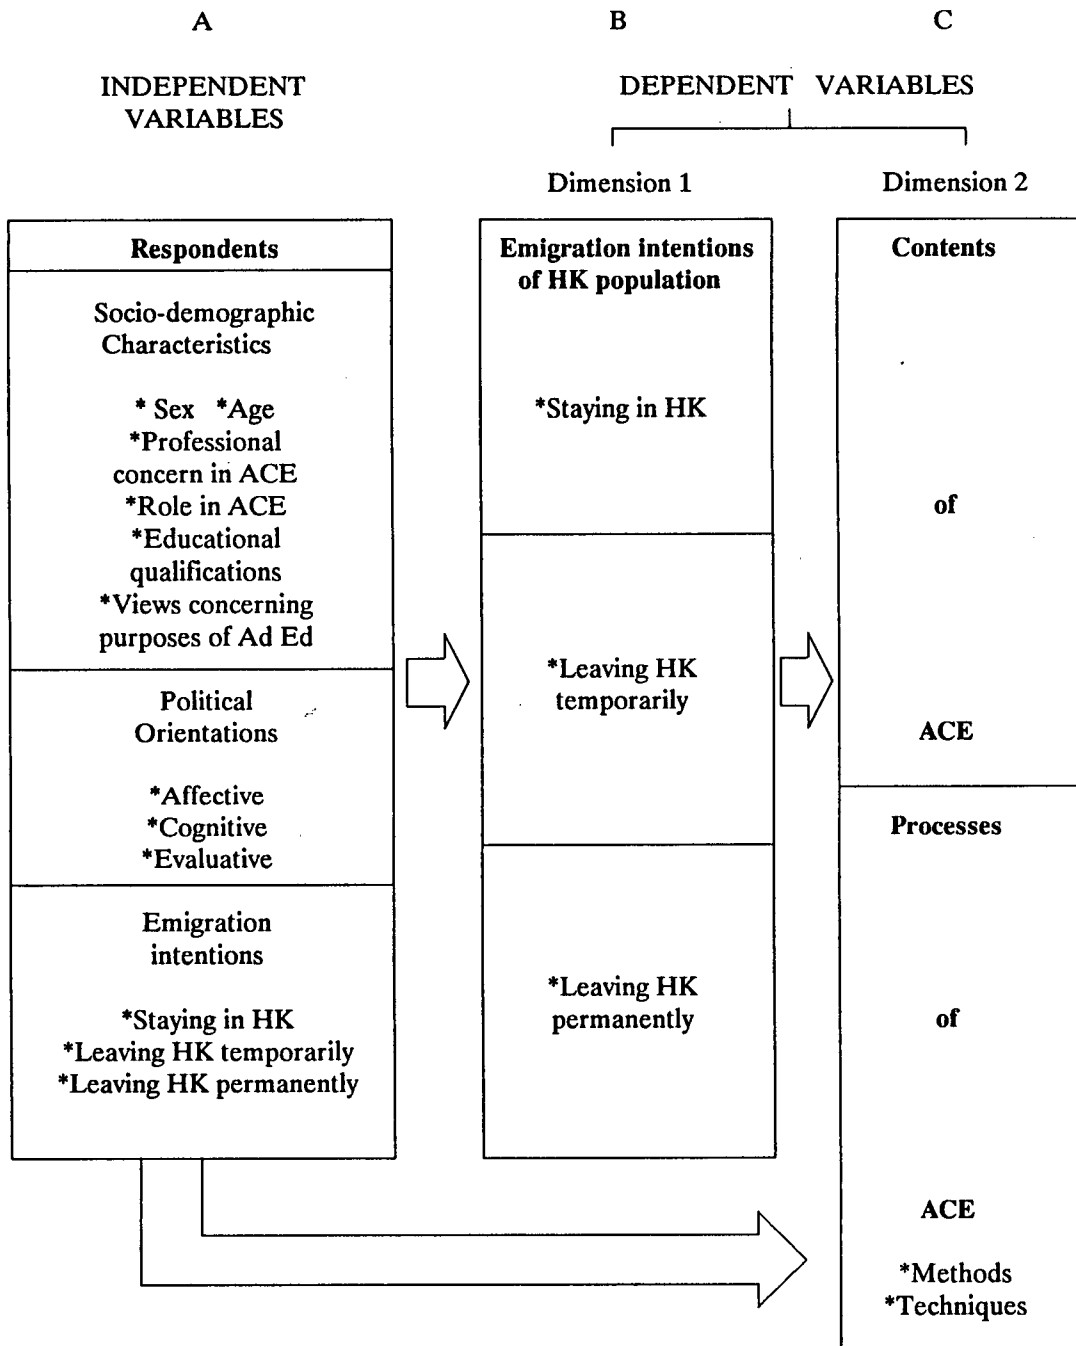 A B C
INDEPENDENT
VARIABLES
DEPENDENT VARIABLES
Dimension 1
Dimension 2
Respondents
Socio-demographic
Characteristics
* Sex *Age
*Professional
concern in ACE
*Role in ACE
*Educational
qualifications
*Views concerning
purposes of Ad Ed
Political
Orientations
*Affective
*Cognitive
*Evaluative
Emigration
intentions
*Staying in HK
*Leaving HK temporarily
*Leaving HK permanently
Emigration intentions
of HK population
*Staying in HK
*Leaving HK
temporarily
*Leaving HK
permanently
Contents
of
ACE
Processes
of
ACE
*Methods
*Techniques